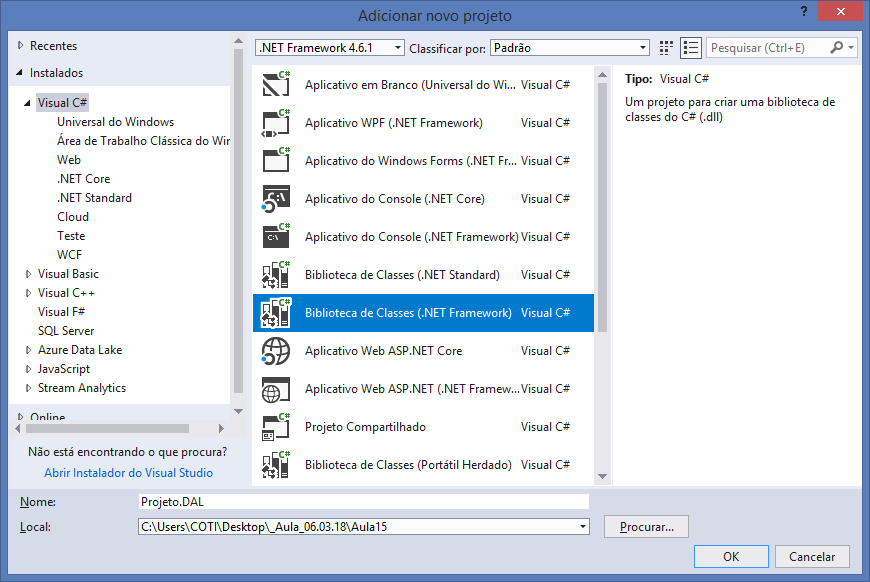 Adicionar novo projeto
?
Recentes
Instalados
Visual C#
Universal do Windows
Área de Trabalho Clássica do Wir
Web
.NET Core
.NET Standard
Cloud
Teste
WCF
Visual Basic
Visual C++
Visual F#
SQL Server
Azure Data Lake
JavaScript
Stream Analytics
Online
Não está encontrando o que procura?
Abrir Instalador do Visual Studio
.NET Framework 4.6.1 Classificar por: Padrão
Pesquisar (Ctrl+E)
Aplicativo em Branco (Universal do Wi... Visual C#
Aplicativo WPF (.NET Framework) Visual C#
Aplicativo do Windows Forms (.NET Fr... Visual C#
Aplicativo do Console (.NET Core) Visual C#
Aplicativo do Console (.NET Framework) Visual C#
Biblioteca de Classes (.NET Standard) Visual C#
Biblioteca de Classes (.NET Framework) Visual C#
Aplicativo Web ASP.NET Core Visual C#
Aplicativo Web ASP.NET (.NET Framew... Visual C#
Projeto Compartilhado Visual C#
Biblioteca de Classes (Portátil Herdado) Visual C#
Tipo: Visual C#
Um projeto para criar uma biblioteca de
classes do C# (.dll)
Nome: Projeto.DAL
Local: C:\Users\COTI\Desktop\_Aula_06.03.18\Aula15
Procurar...
OK Cancelar